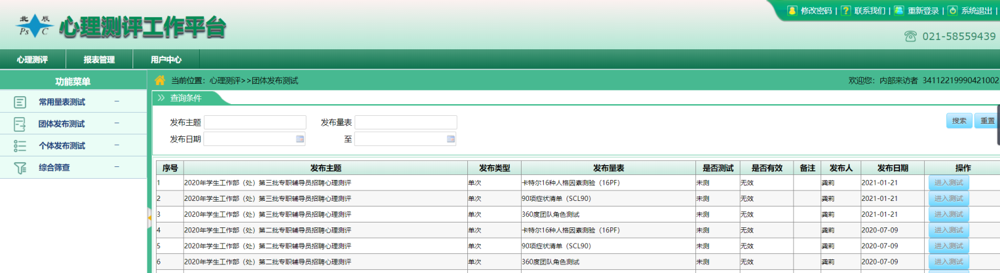 修改密码 | 联系我们 | 重新登录 | 系统退出 |
北 辰
Ps C
心理测评工作平台
021-58559439
心理测评 报表管理 用户中心
功能菜单
常用量表测试
团体发布测试
个体发布测试
综合筛查
当前位置：心理测评>>团体发布测试
欢迎您：内部来访者 34112219990421002
查询条件
发布主题 发布量表 搜索 重置
发布日期 至
序号 发布主题 发布类型 发布量表 是否测试 是否有效 备注 发布人 发布日期 操作
1 2020年学生工作部（处）第三批专职辅导员招聘心理测评 单次 卡特尔16种人格因素测验（16PF） 未测 无效 龚莉 2021-01-21 进入测试
2 2020年学生工作部（处）第三批专职辅导员招聘心理测评 单次 90项症状清单（SCL90） 未测 无效 龚莉 2021-01-21 进入测试
3 2020年学生工作部（处）第三批专职辅导员招聘心理测评 单次 360度团队角色测试 未测 无效 龚莉 2021-01-21 进入测试
4 2020年学生工作部（处）第二批专职辅导员招聘心理测评 单次 卡特尔16种人格因素测验（16PF） 未测 无效 龚莉 2020-07-09 进入测试
5 2020年学生工作部（处）第二批专职辅导员招聘心理测评 单次 90项症状清单（SCL90） 未测 无效 龚莉 2020-07-09 进入测试
6 2020年学生工作部（处）第二批专职辅导员招聘心理测评 单次 360度团队角色测试 未测 无效 龚莉 2020-07-09 进入测试